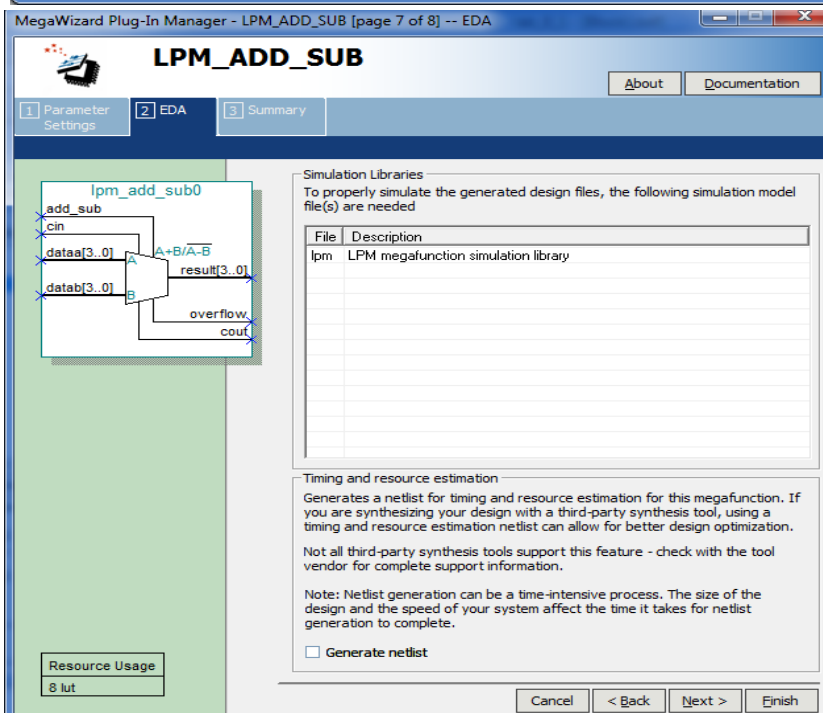 MegaWizard Plug-In Manager - LPM_ADD_SUB [page 7 of 8] -- EDA
LPM_ADD_SUB
About
Documentation
1 Parameter Settings
2 EDA
3 Summary
lpm_add_sub0
add_sub
cin
dataa[3..0]
A
A+B/A-B
result[3..0]
datab[3..0]
B
overflow
cout
Resource Usage
8 lut
Simulation Libraries
To properly simulate the generated design files, the following simulation model
file(s) are needed
File Description
lpm LPM megafunction simulation library
Timing and resource estimation
Generates a netlist for timing and resource estimation for this megafunction. If
you are synthesizing your design with a third-party synthesis tool, using a
timing and resource estimation netlist can allow for better design optimization.
Not all third-party synthesis tools support this feature - check with the tool
vendor for complete support information.
Note: Netlist generation can be a time-intensive process. The size of the
design and the speed of your system affect the time it takes for netlist
generation to complete.
Generate netlist
Cancel
< Back
Next >
Finish